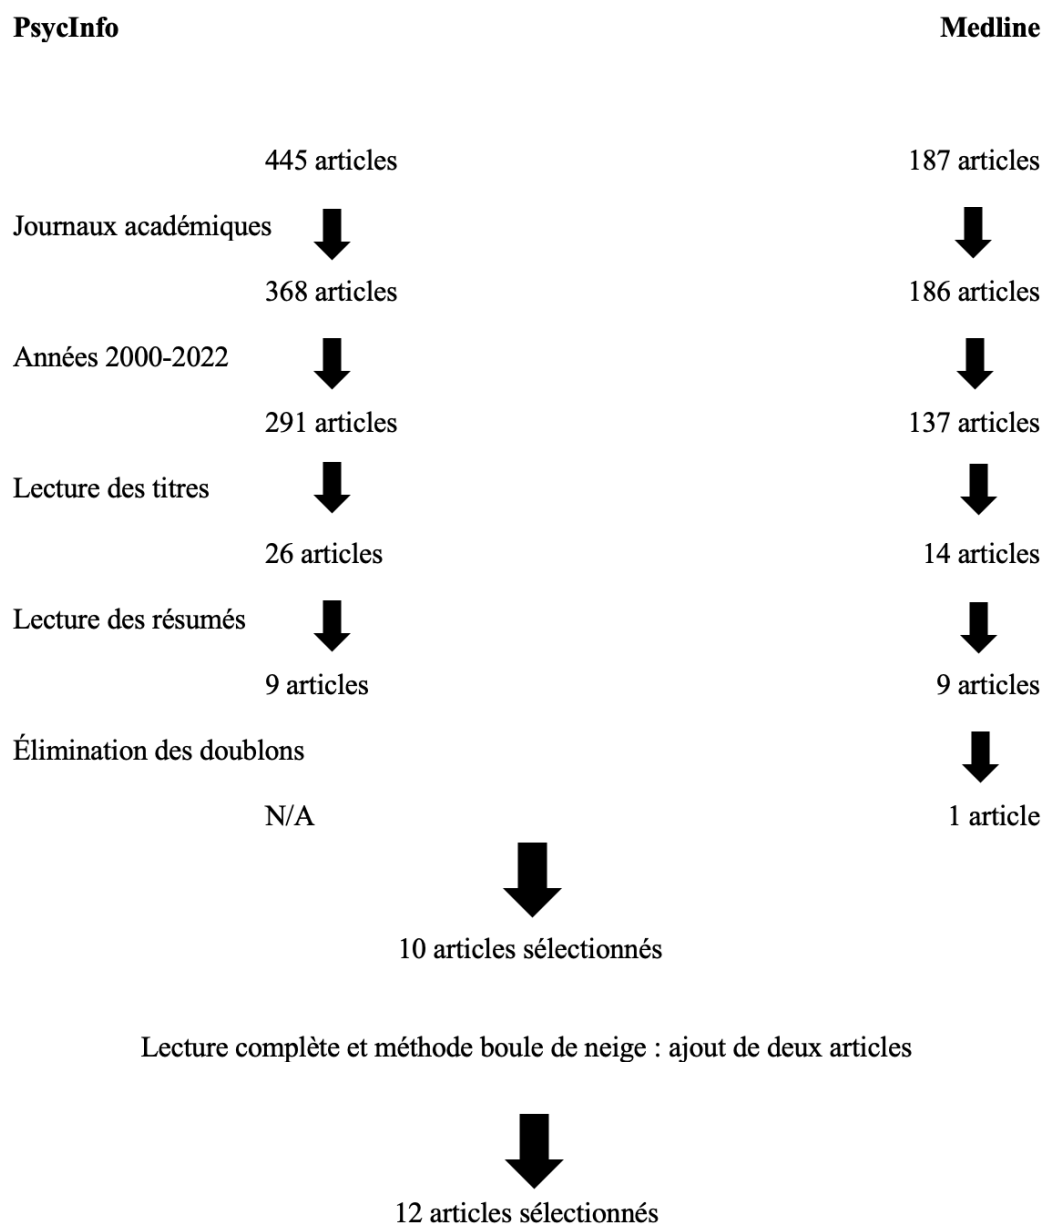 PsycInfo Medline
445 articles 187 articles
Journaux académiques
368 articles 186 articles
Années 2000-2022
291 articles 137 articles
Lecture des titres
26 articles 14 articles
Lecture des résumés
9 articles 9 articles
Élimination des doublons
N/A 1 article
10 articles sélectionnés
Lecture complète et méthode boule de neige : ajout de deux articles
12 articles sélectionnés